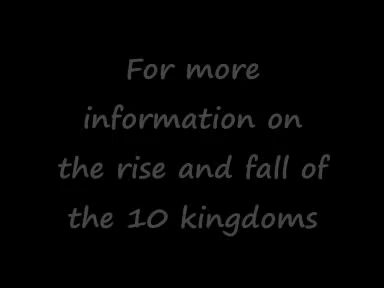 For more
information on
the rise and fall of
the 10 kingdoms